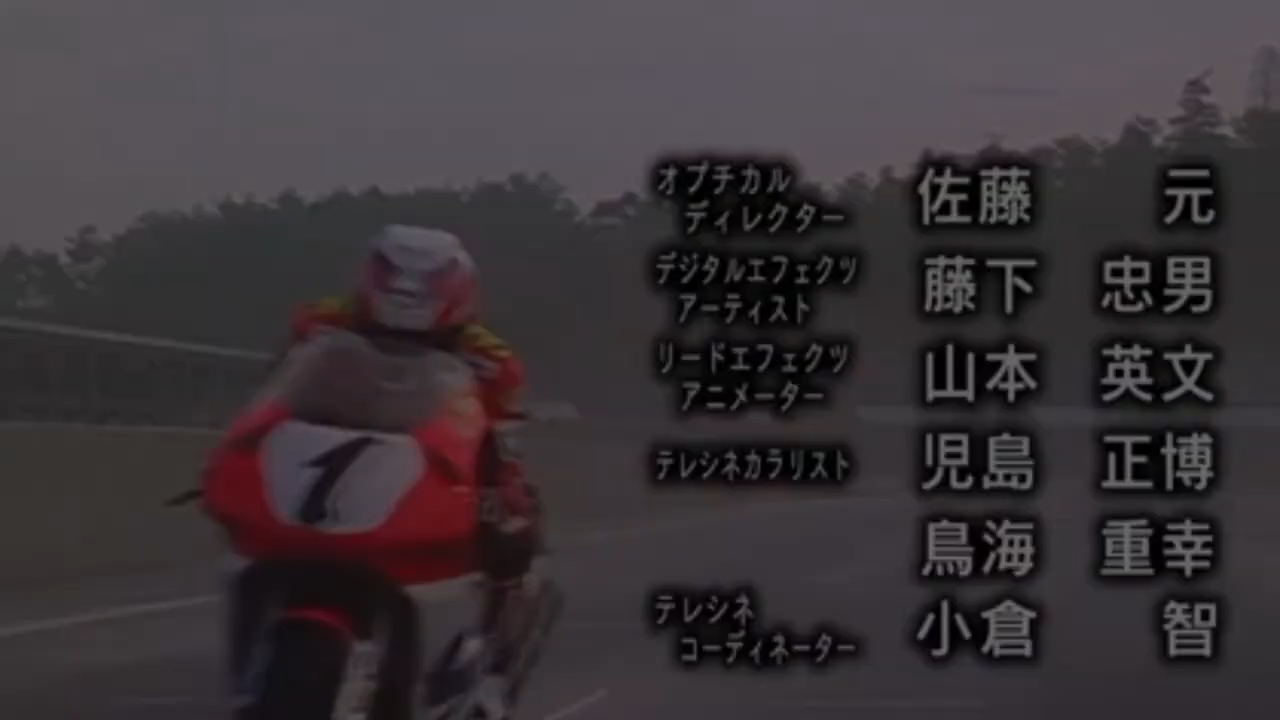 オプチカル
ディレクター 佐藤 元
デジタルエフェクツ
アーティスト 藤下 忠男
リードエフェクツ
アニメーター 山本 英文
テレシネカラリスト 児島 正博
鳥海 重幸
テレシネ
コーディネーター 小倉 智
1